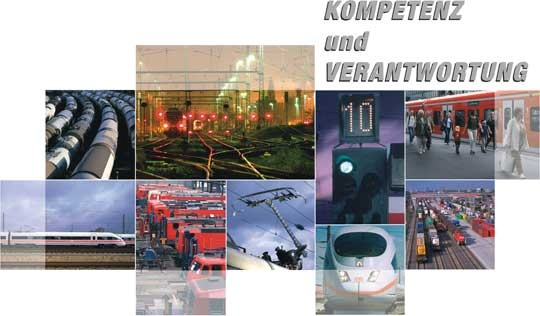 KOMPETENZ
und
VERANTWORTUNG
10